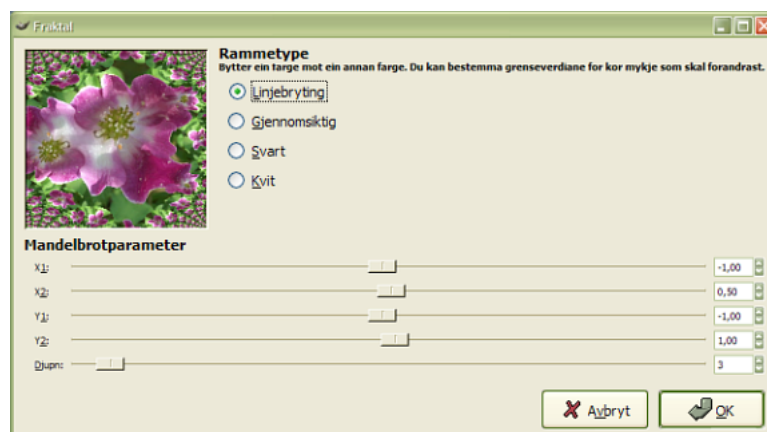 Fraktal
Rammetype
Bytter ein farge mot ein annan farge. Du kan bestemma grenseverdiane for kor mykje som skal forandrast.
Linjebryting
Gjennomsiktig
Svart
Kvit
Mandelbrotparameter
X1: -1,00
X2: 0,50
Y1: -1,00
Y2: 1,00
Djupn: 3
Avbryt OK